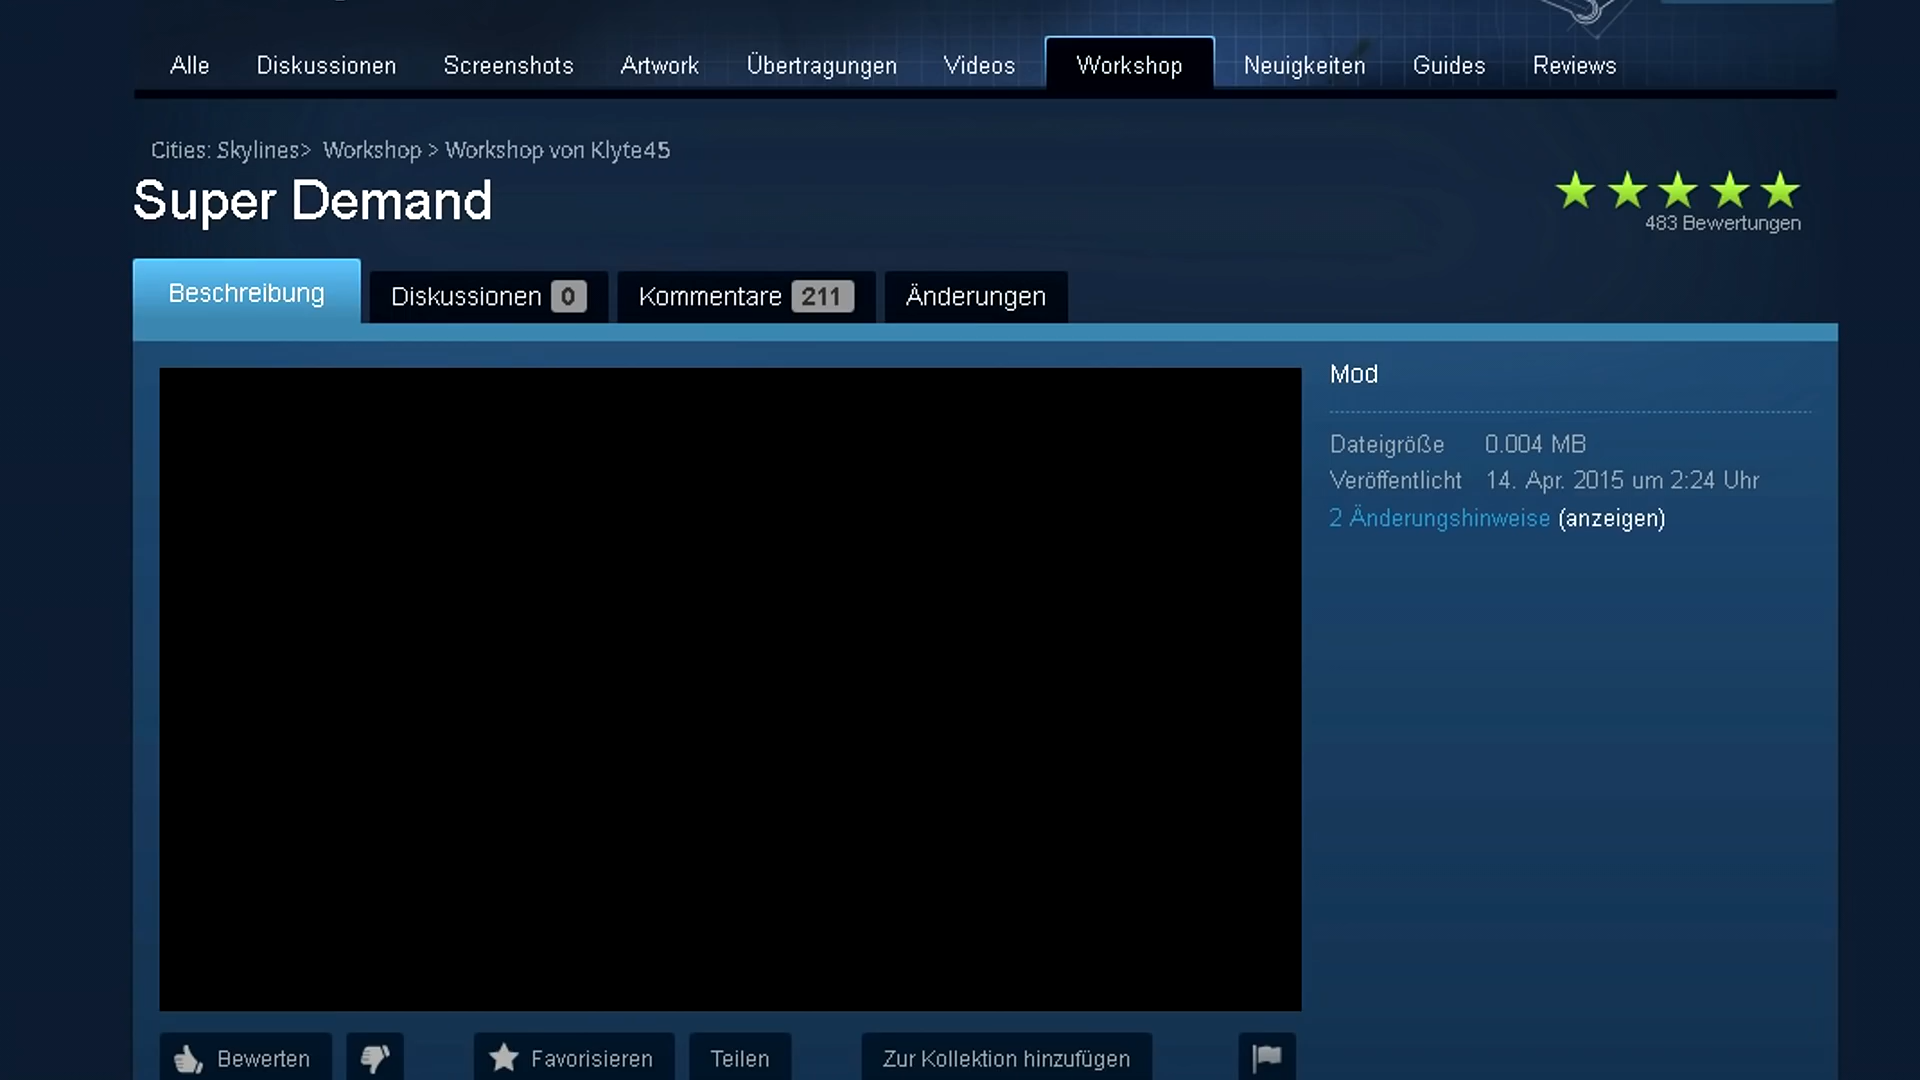 Alle Diskussionen Screenshots Artwork Übertragungen Videos Workshop Neuigkeiten Guides Reviews
Cities: Skylines> Workshop > Workshop von Klyte45
Super Demand
483 Bewertungen
Beschreibung Diskussionen 0 Kommentare 211 Änderungen
Mod
Dateigröße 0.004 MB
Veröffentlicht 14. Apr. 2015 um 2:24 Uhr
2 Änderungshinweise (anzeigen)
Bewerten Favorisieren Teilen Zur Kollektion hinzufügen